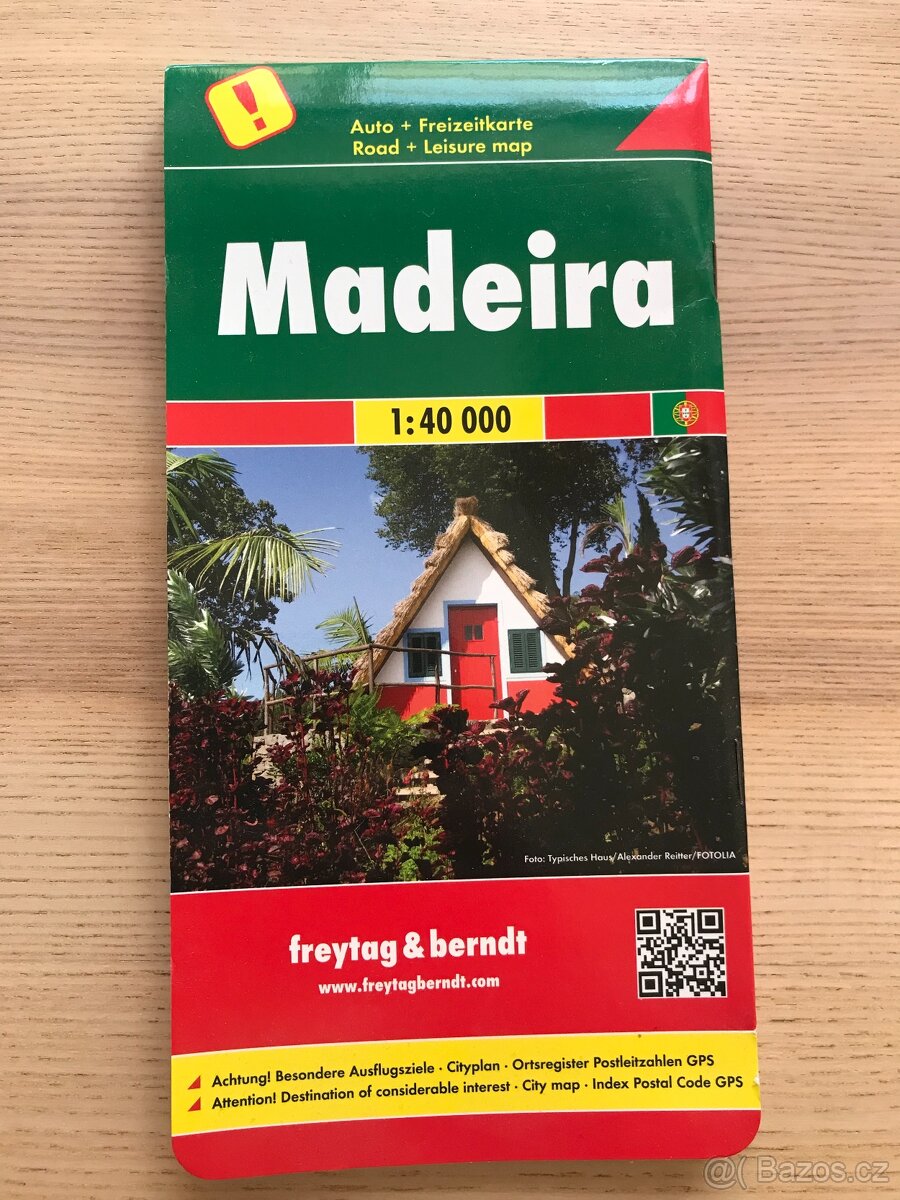 !
Auto + Freizeitkarte
Road + Leisure map
Madeira
1:40 000
Foto: Typisches Haus/Alexander Reitter/FOTOLIA
freytag & berndt
www.freytagberndt.com
Achtung! Besondere Ausflugsziele · Cityplan · Ortsregister Postleitzahlen GPS
Attention! Destination of considerable interest · City map · Index Postal Code GPS
@( Bazos.cz